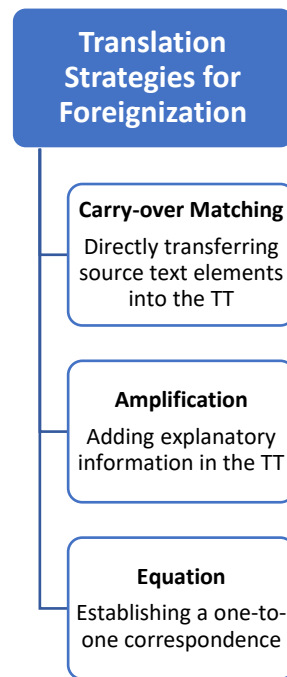 Translation
Strategies for
Foreignization
Carry-over Matching
Directly transferring
source text elements
into the TT
Amplification
Adding explanatory
information in the TT
Equation
Establishing a one-to-
one correspondence